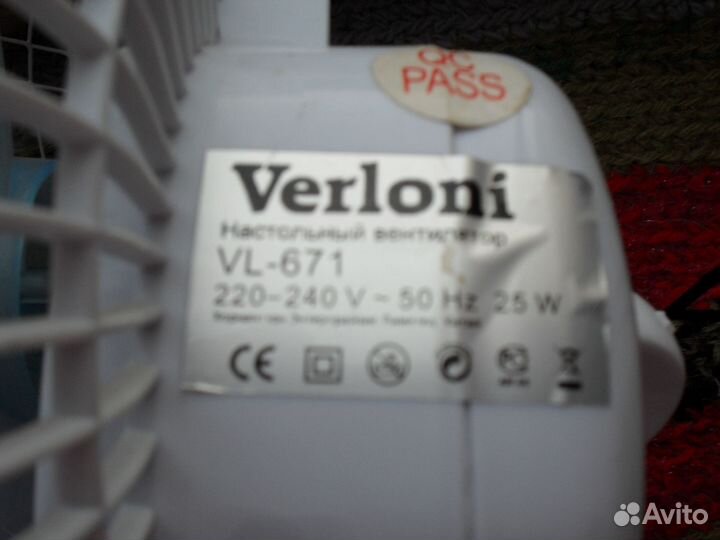 QC
PASS
Verloni
Настольный вентилятор
VL-671
220-240 V ~ 50 Hz 25 W
CE
Avito